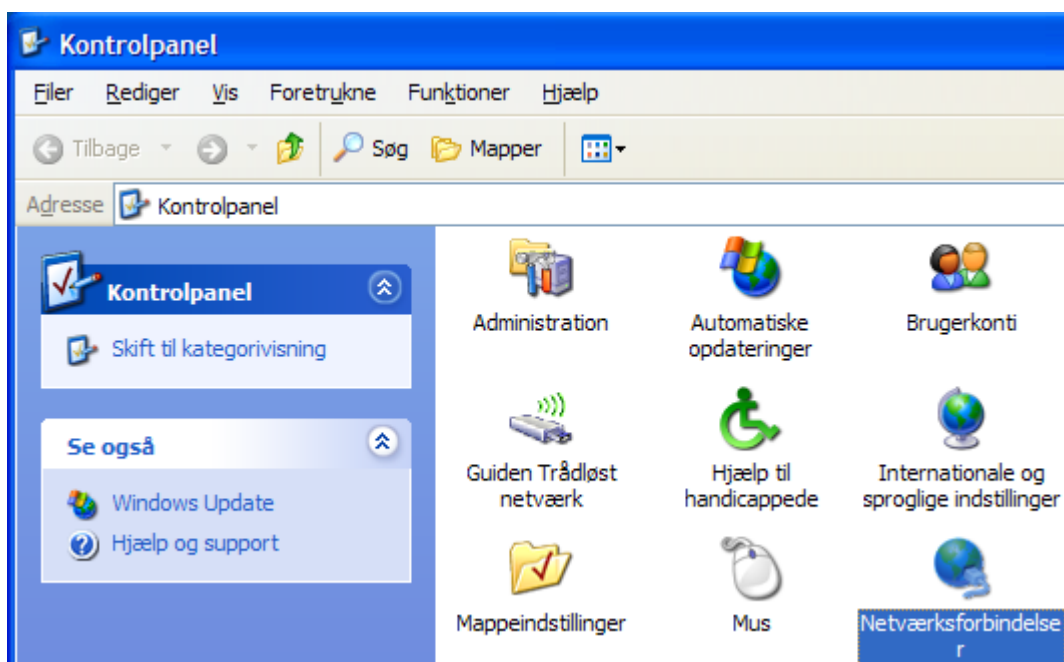 Kontrolpanel
Filer Rediger Vis Foretrukne Funktioner Hjælp
Tilbage Søg Mapper
Adresse Kontrolpanel
Kontrolpanel
Skift til kategorivisning
Se også
Windows Update
Hjælp og support
Administration
Automatiske
opdateringer
Brugerkonti
Guiden Trådløst
netværk
Hjælp til
handicappede
Internationale og
sproglige indstillinger
Mappeindstillinger
Mus
Netværksforbindelse
r